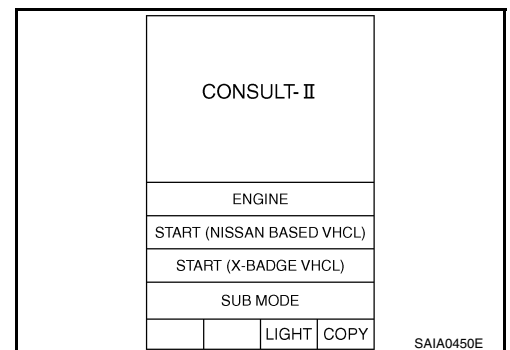 CONSULT-Ⅱ
ENGINE
START (NISSAN BASED VHCL)
START (X-BADGE VHCL)
SUB MODE
LIGHT COPY
SAIA0450E